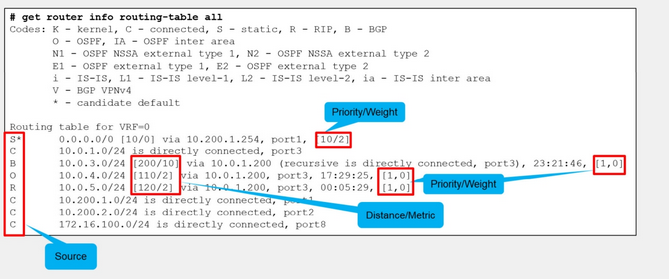 # get router info routing-table all
Codes: K - kernel, C - connected, S - static, R - RIP, B - BGP
O - OSPF, IA - OSPF inter area
N1 - OSPF NSSA external type 1, N2 - OSPF NSSA external type 2
E1 - OSPF external type 1, E2 - OSPF external type 2
i - IS-IS, L1 - IS-IS level-1, L2 - IS-IS level-2, ia - IS-IS inter area
V - BGP VPNv4
* - candidate default
Priority/Weight
Routing table for VRF=0
S* 0.0.0.0/0 [10/0] via 10.200.1.254, port1, 10/2]
C 10.0.1.0/24 is directly connected, port3
B 10.0.3.0/24 [200/10] via 10.0.1.200 (recursive is directly connected, port3), 23:21:46, [1,0]
O 10.0.4.0/24 [110/2] via 10.0.1.200, port3, 17:29:25, [1,0]
R 10.0.5.0/24 [120/2] via 10.0.1.200, port3, 00:05:29, [1,0]
Priority/Weight
C 10.200.1.0/24 is directly connected, port1
C 10.200.2.0/24 is directly connected, port2
C 172.16.100.0/24 is directly connected, port8
Distance/Metric
Source